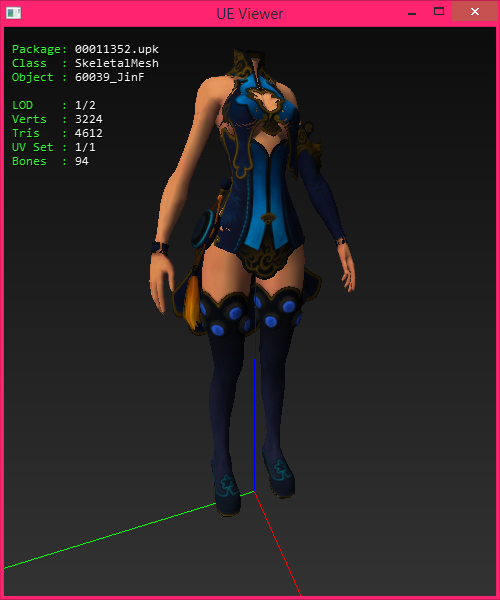 UE Viewer
Package: 00011352.upk
Class : SkeletalMesh
Object : 60039_JinF
LOD : 1/2
Verts : 3224
Tris : 4612
UV Set : 1/1
Bones : 94